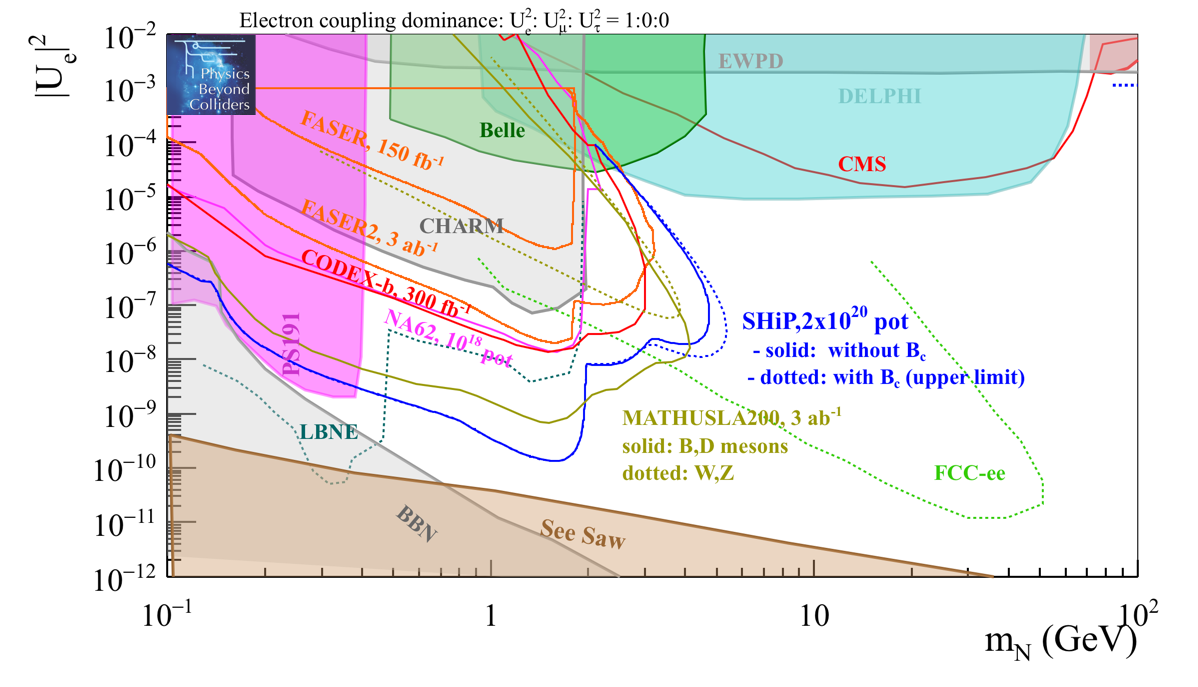 Electron coupling dominance: U²ₑ: U²μ: U²τ = 1:0:0
|Uₑ|²
10⁻²
10⁻³
10⁻⁴
10⁻⁵
10⁻⁶
10⁻⁷
10⁻⁸
10⁻⁹
10⁻¹⁰
10⁻¹¹
10⁻¹²
Physics
Beyond
Colliders
EWPD
DELPHI
Belle
CMS
FASER, 150 fb⁻¹
FASER2, 3 ab⁻¹
CHARM
CODEX-b, 300 fb⁻¹
NA62, 10¹⁸ pot
PS191
SHiP,2x10²⁰ pot
- solid: without B_c
- dotted: with B_c (upper limit)
MATHUSLA200, 3 ab⁻¹
solid: B,D mesons
dotted: W,Z
LBNE
FCC-ee
BBN
See Saw
10⁻¹
1
10
10²
m_N (GeV)